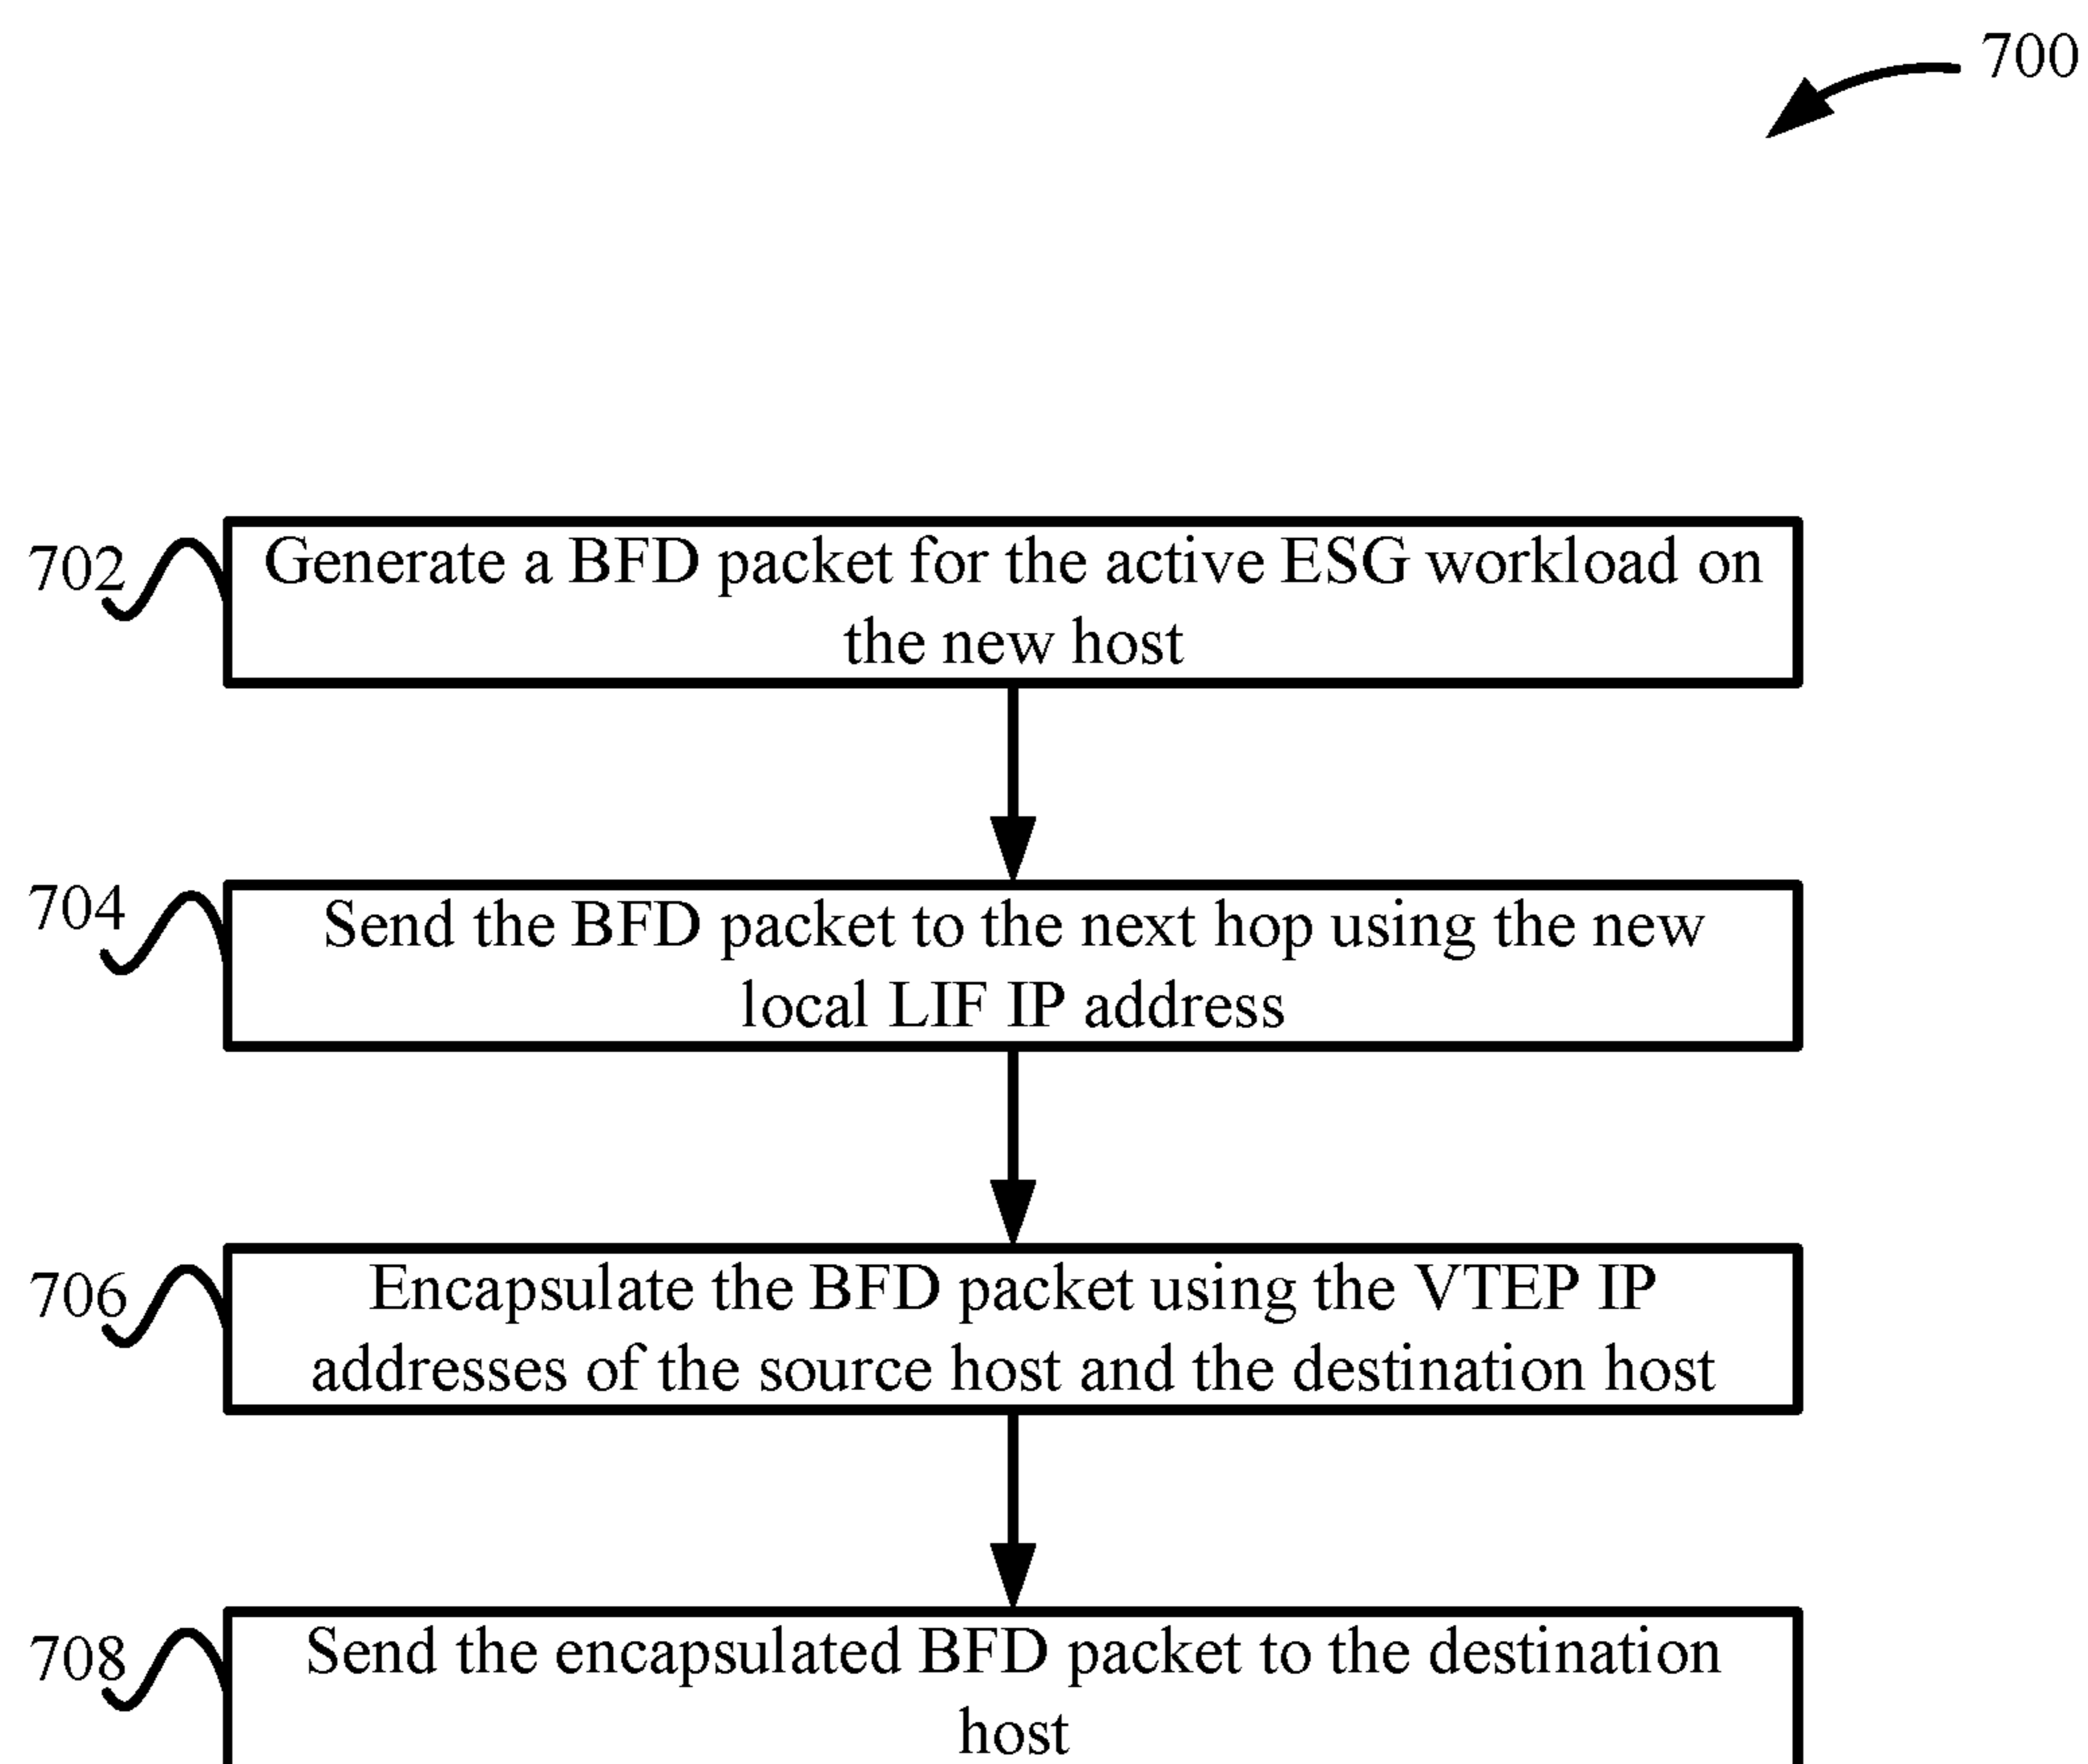 700
702
Generate a BFD packet for the active ESG workload on
the new host
704
Send the BFD packet to the next hop using the new
local LIF IP address
706
Encapsulate the BFD packet using the VTEP IP
addresses of the source host and the destination host
708
Send the encapsulated BFD packet to the destination
host